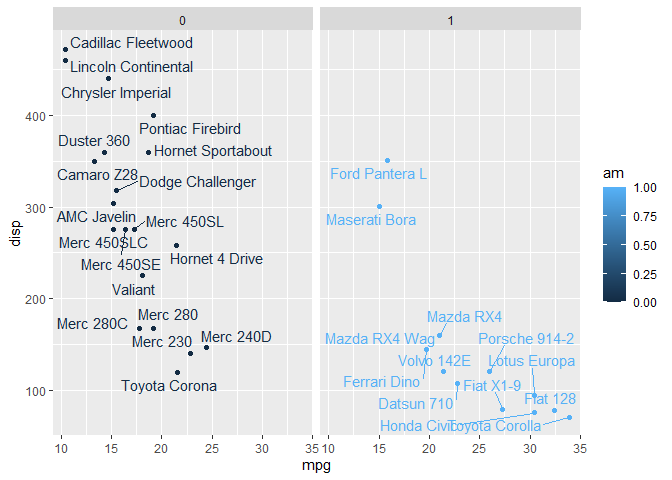 0
1
Cadillac Fleetwood
Lincoln Continental
Chrysler Imperial
Pontiac Firebird
Duster 360
Hornet Sportabout
Camaro Z28
Dodge Challenger
AMC Javelin
Merc 450SL
Merc 450SLC
Merc 450SE
Hornet 4 Drive
Valiant
Merc 280
Merc 280C
Merc 230
Merc 240D
Toyota Corona
Ford Pantera L
Maserati Bora
Mazda RX4
Mazda RX4 Wag
Porsche 914-2
Volvo 142E
Lotus Europa
Ferrari Dino
Fiat X1-9
Datsun 710
Fiat 128
Honda Civic
Toyota Corolla
400
300
200
100
disp
10 15 20 25 30 35
10 15 20 25 30 35
mpg
am
1.00
0.75
0.50
0.25
0.00